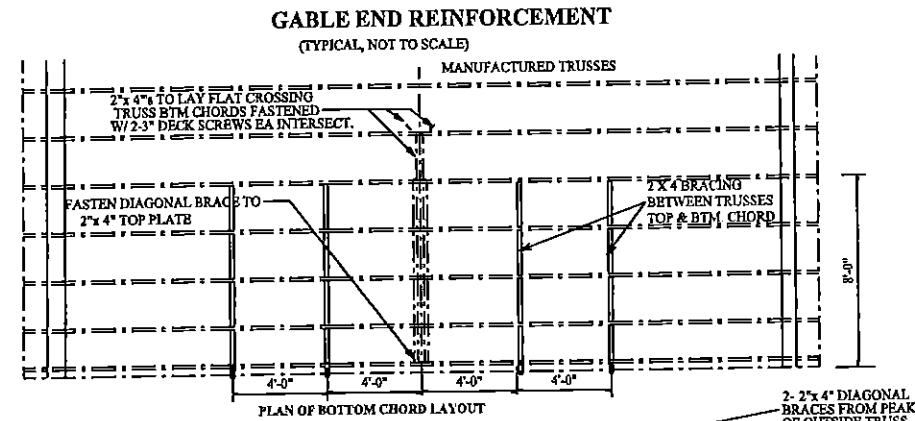 GABLE END REINFORCEMENT
(TYPICAL, NOT TO SCALE)
MANUFACTURED TRUSSES
2"x 4"s TO LAY FLAT CROSSING
TRUSS BTM CHORDS FASTENED
W/ 2-3" DECK SCREWS EA INTERSECT.
FASTEN DIAGONAL BRACE TO
2"x 4" TOP PLATE
2 X 4 BRACING
BETWEEN TRUSSES
TOP & BTM. CHORD
8'-0"
4'-0" 4'-0" 4'-0" 4'-0"
PLAN OF BOTTOM CHORD LAYOUT
2- 2"x 4" DIAGONAL
BRACES FROM PEAK
OF OUTSIDE TRUSS